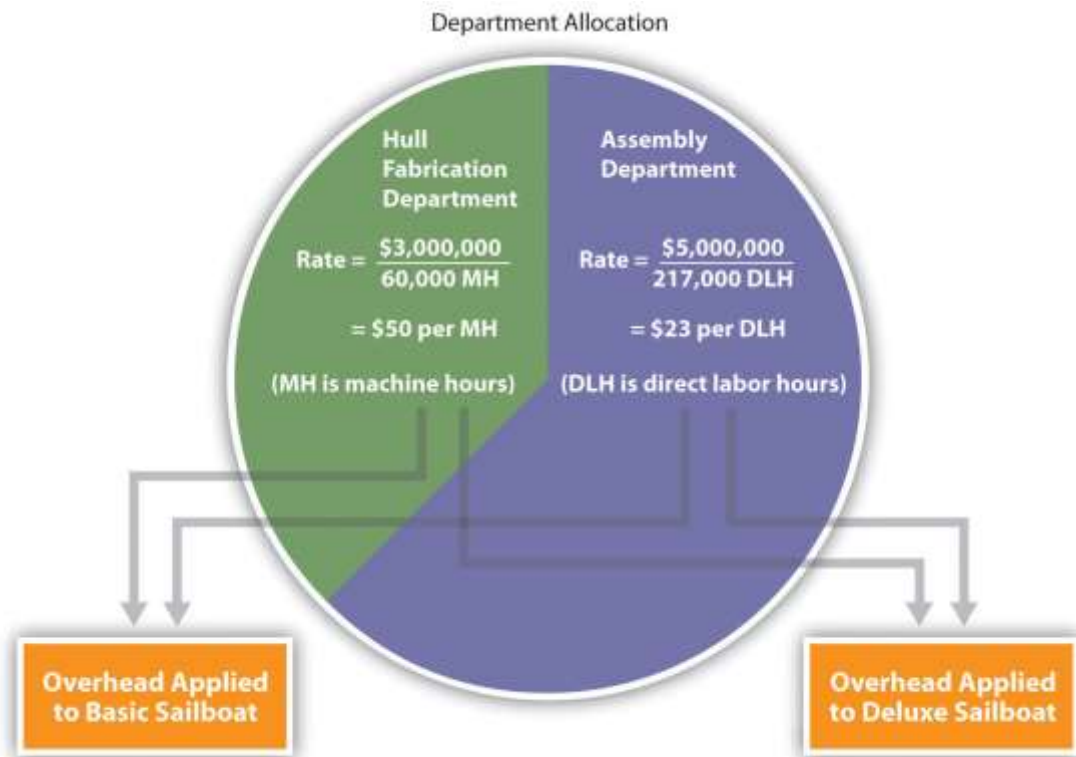 Department Allocation
Hull
Fabrication
Department
Rate = $3,000,000
60,000 MH
= $50 per MH
(MH is machine hours)
Assembly
Department
Rate = $5,000,000
217,000 DLH
= $23 per DLH
(DLH is direct labor hours)
Overhead Applied
to Basic Sailboat
Overhead Applied
to Deluxe Sailboat